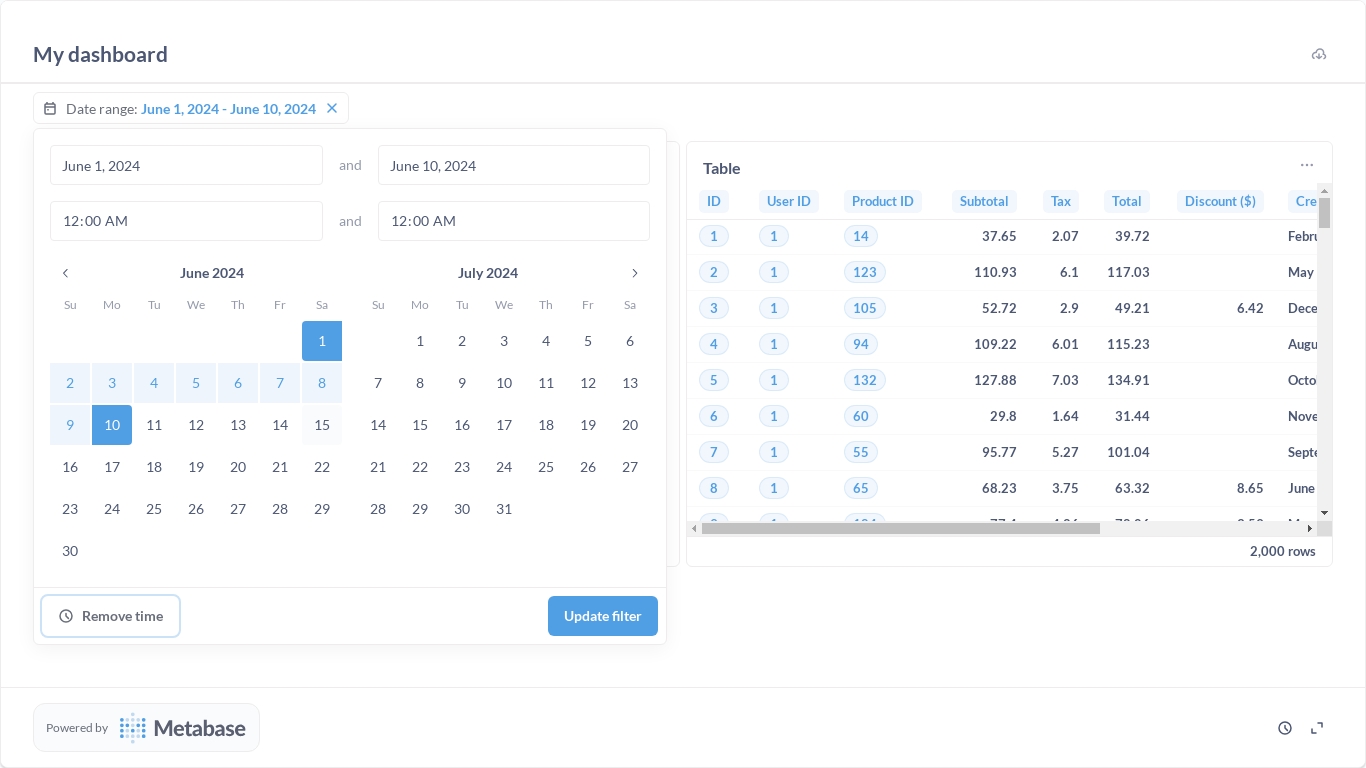 My dashboard
Date range: June 1, 2024 - June 10, 2024
June 1, 2024 and June 10, 2024
12:00 AM and 12:00 AM
June 2024 July 2024
Su Mo Tu We Th Fr Sa Su Mo Tu We Th Fr Sa
1 1 2 3 4 5 6
2 3 4 5 6 7 8 7 8 9 10 11 12 13
9 10 11 12 13 14 15 14 15 16 17 18 19 20
16 17 18 19 20 21 22 21 22 23 24 25 26 27
23 24 25 26 27 28 29 28 29 30 31
30
Remove time Update filter
Table
ID User ID Product ID Subtotal Tax Total Discount ($) Cre
1 1 14 37.65 2.07 39.72 Febru
2 1 123 110.93 6.1 117.03 May
3 1 105 52.72 2.9 49.21 6.42 Dece
4 1 94 109.22 6.01 115.23 Augu
5 1 132 127.88 7.03 134.91 Octo
6 1 60 29.8 1.64 31.44 Nove
7 1 55 95.77 5.27 101.04 Septe
8 1 65 68.23 3.75 63.32 8.65 June
2,000 rows
Powered by Metabase